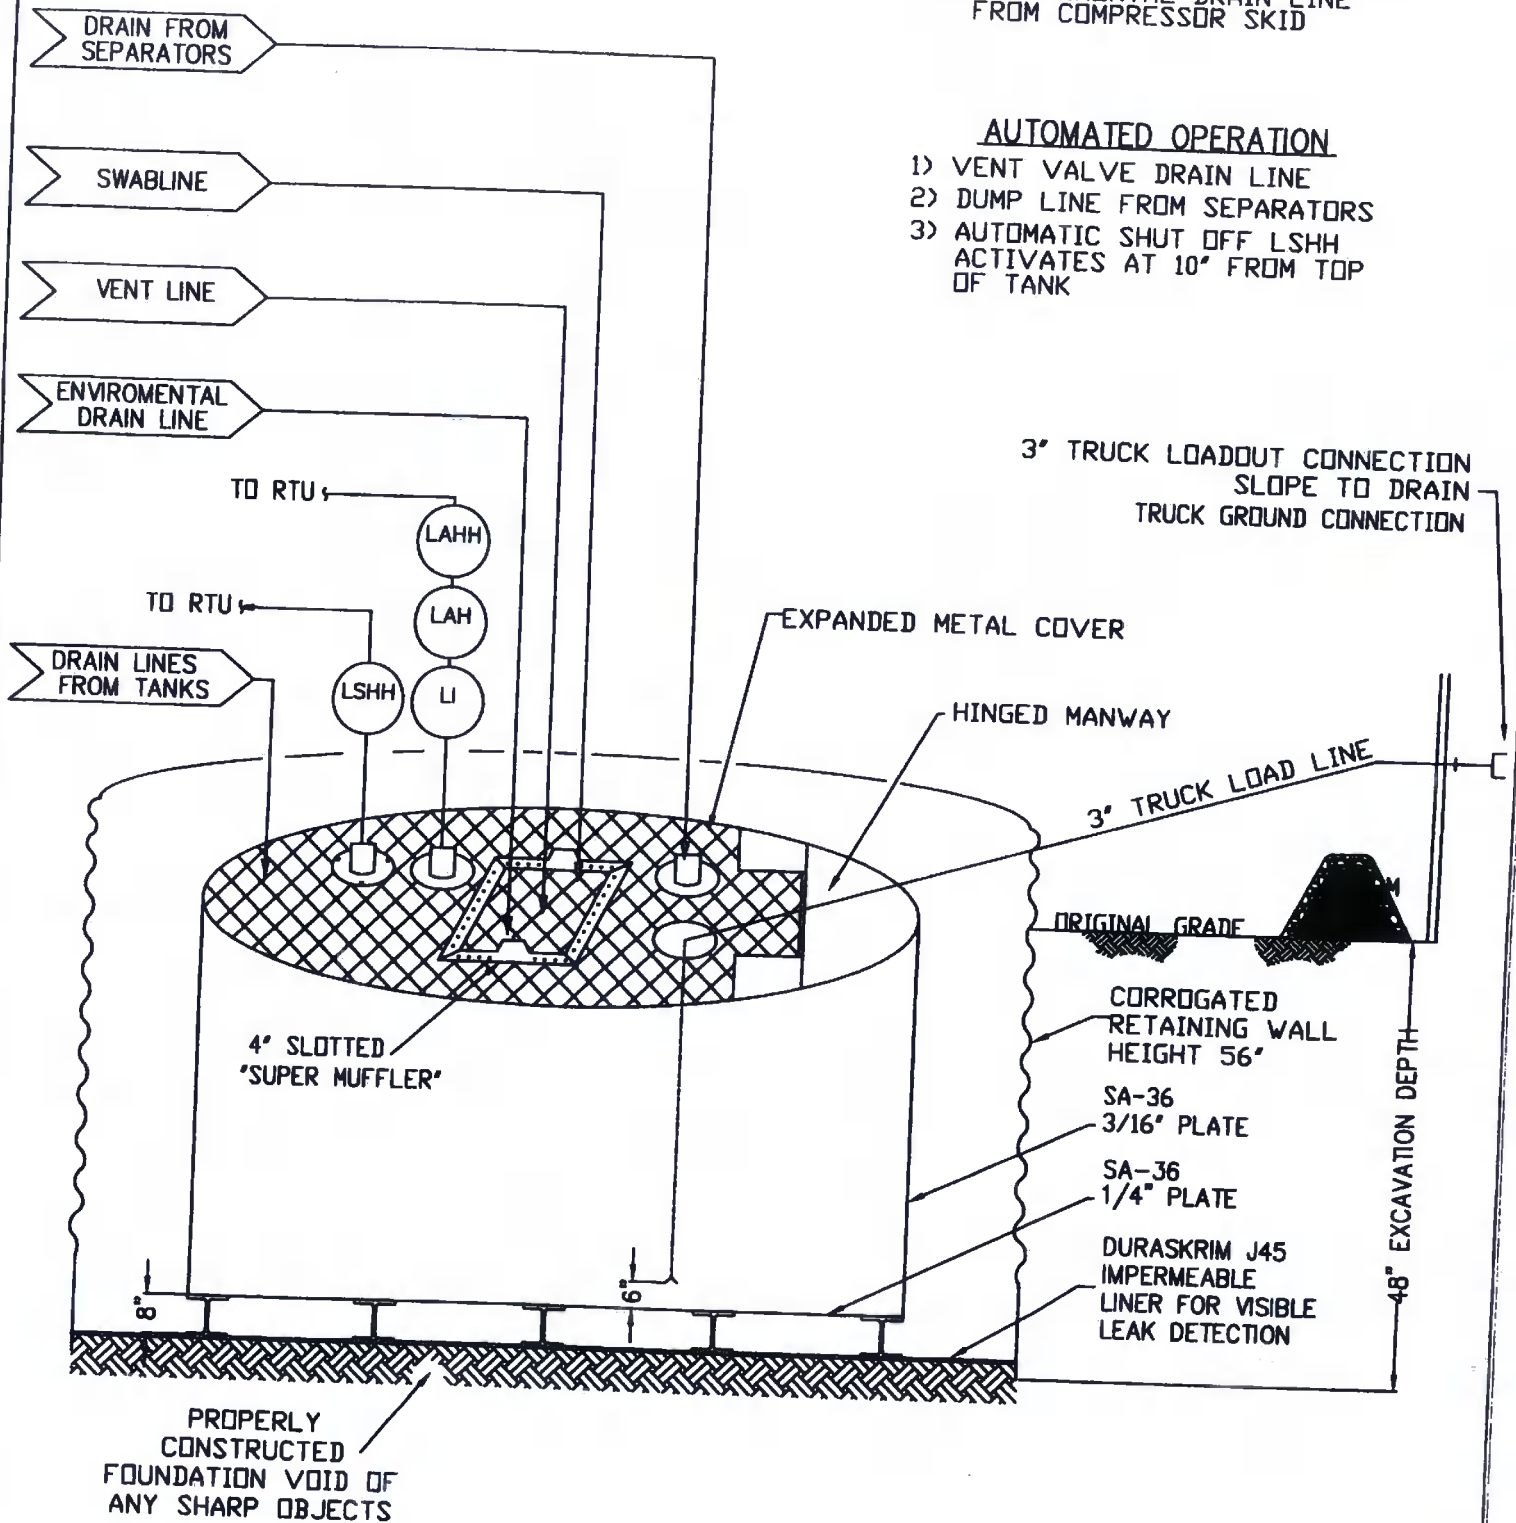 FROM COMPRESSOR SKID
DRAIN FROM
SEPARATORS
AUTOMATED OPERATION
1) VENT VALVE DRAIN LINE
2) DUMP LINE FROM SEPARATORS
3) AUTOMATIC SHUT OFF LSHH
ACTIVATES AT 10" FROM TOP
OF TANK
SWABLINE
VENT LINE
ENVIROMENTAL
DRAIN LINE
TO RTU
LAHH
LAH
LI
TO RTU
LSHH
DRAIN LINES
FROM TANKS
3" TRUCK LOADOUT CONNECTION
SLOPE TO DRAIN
TRUCK GROUND CONNECTION
EXPANDED METAL COVER
HINGED MANWAY
3" TRUCK LOAD LINE
ORIGINAL GRADE
4" SLOTTED
"SUPER MUFFLER"
CORROGATED
RETAINING WALL
HEIGHT 56"
SA-36
3/16" PLATE
SA-36
1/4" PLATE
DURASKRIM J45
IMPERMEABLE
LINER FOR VISIBLE
LEAK DETECTION
48" EXCAVATION DEPTH
8"
6"
PROPERLY
CONSTRUCTED
FOUNDATION VOID OF
ANY SHARP OBJECTS